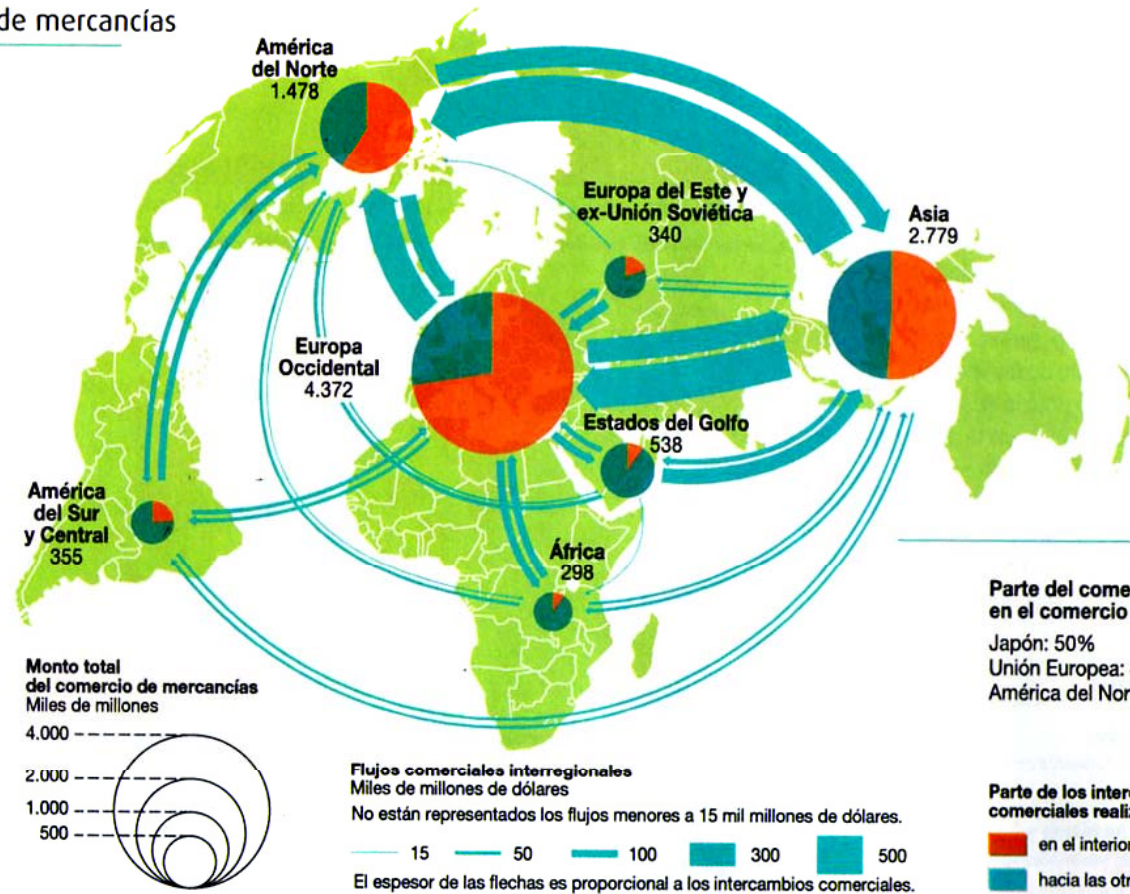 de mercancías
América
del Norte
1.478
Europa del Este y
ex-Unión Soviética
340
Asia
2.779
Europa
Occidental
4.372
Estados del Golfo
538
América
del Sur
y Central
355
África
298
Monto total
del comercio de mercancías
Miles de millones
4.000
2.000
1.000
500
Flujos comerciales interregionales
Miles de millones de dólares
No están representados los flujos menores a 15 mil millones de dólares.
15 50 100 300 500
El espesor de las flechas es proporcional a los intercambios comerciales.
Parte del come
en el comercio
Japón: 50%
Unión Europea:
América del Nor
Parte de los inter
comerciales realiz
en el interior
hacia las otr